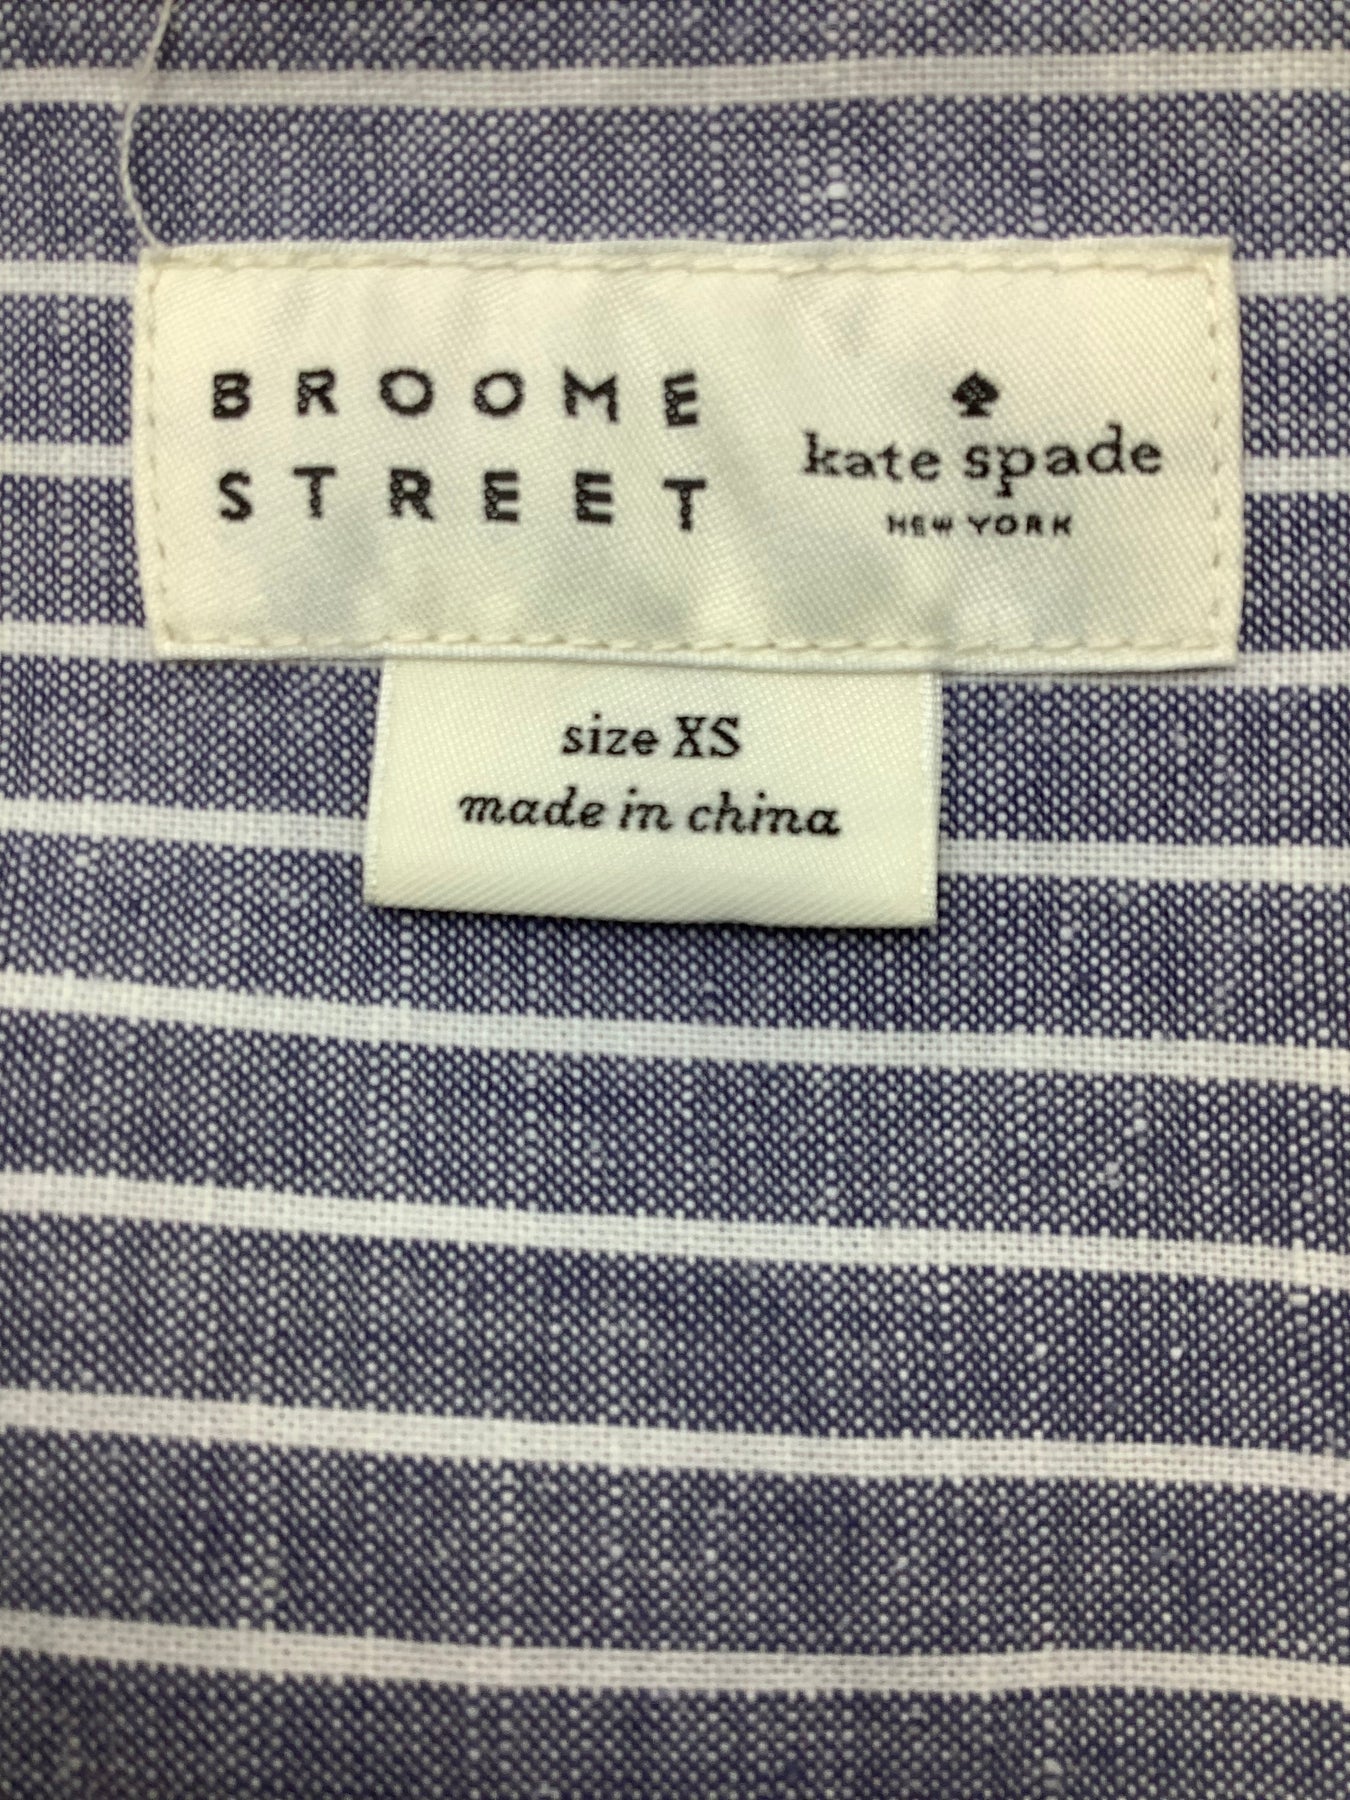 BROOME
STREET
kate spade
NEW YORK
size XS
made in china